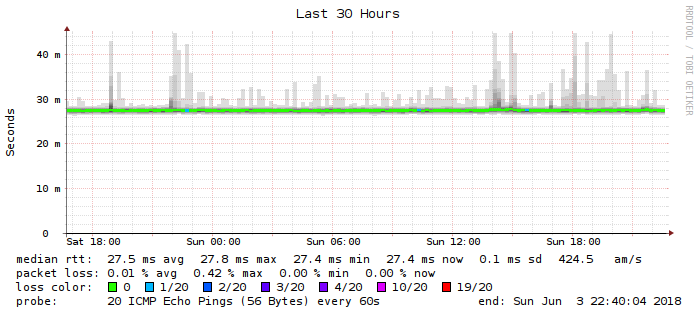 Last 30 Hours
RRDTOOL / TOBI OETIKER
Seconds
40 m
30 m
20 m
10 m
0
Sat 18:00 Sun 00:00 Sun 06:00 Sun 12:00 Sun 18:00
median rtt: 27.5 ms avg 27.8 ms max 27.4 ms min 27.4 ms now 0.1 ms sd 424.5 am/s
packet loss: 0.01 % avg 0.42 % max 0.00 % min 0.00 % now
loss color: 0 1/20 2/20 3/20 4/20 10/20 19/20
probe: 20 ICMP Echo Pings (56 Bytes) every 60s end: Sun Jun 3 22:40:04 2018